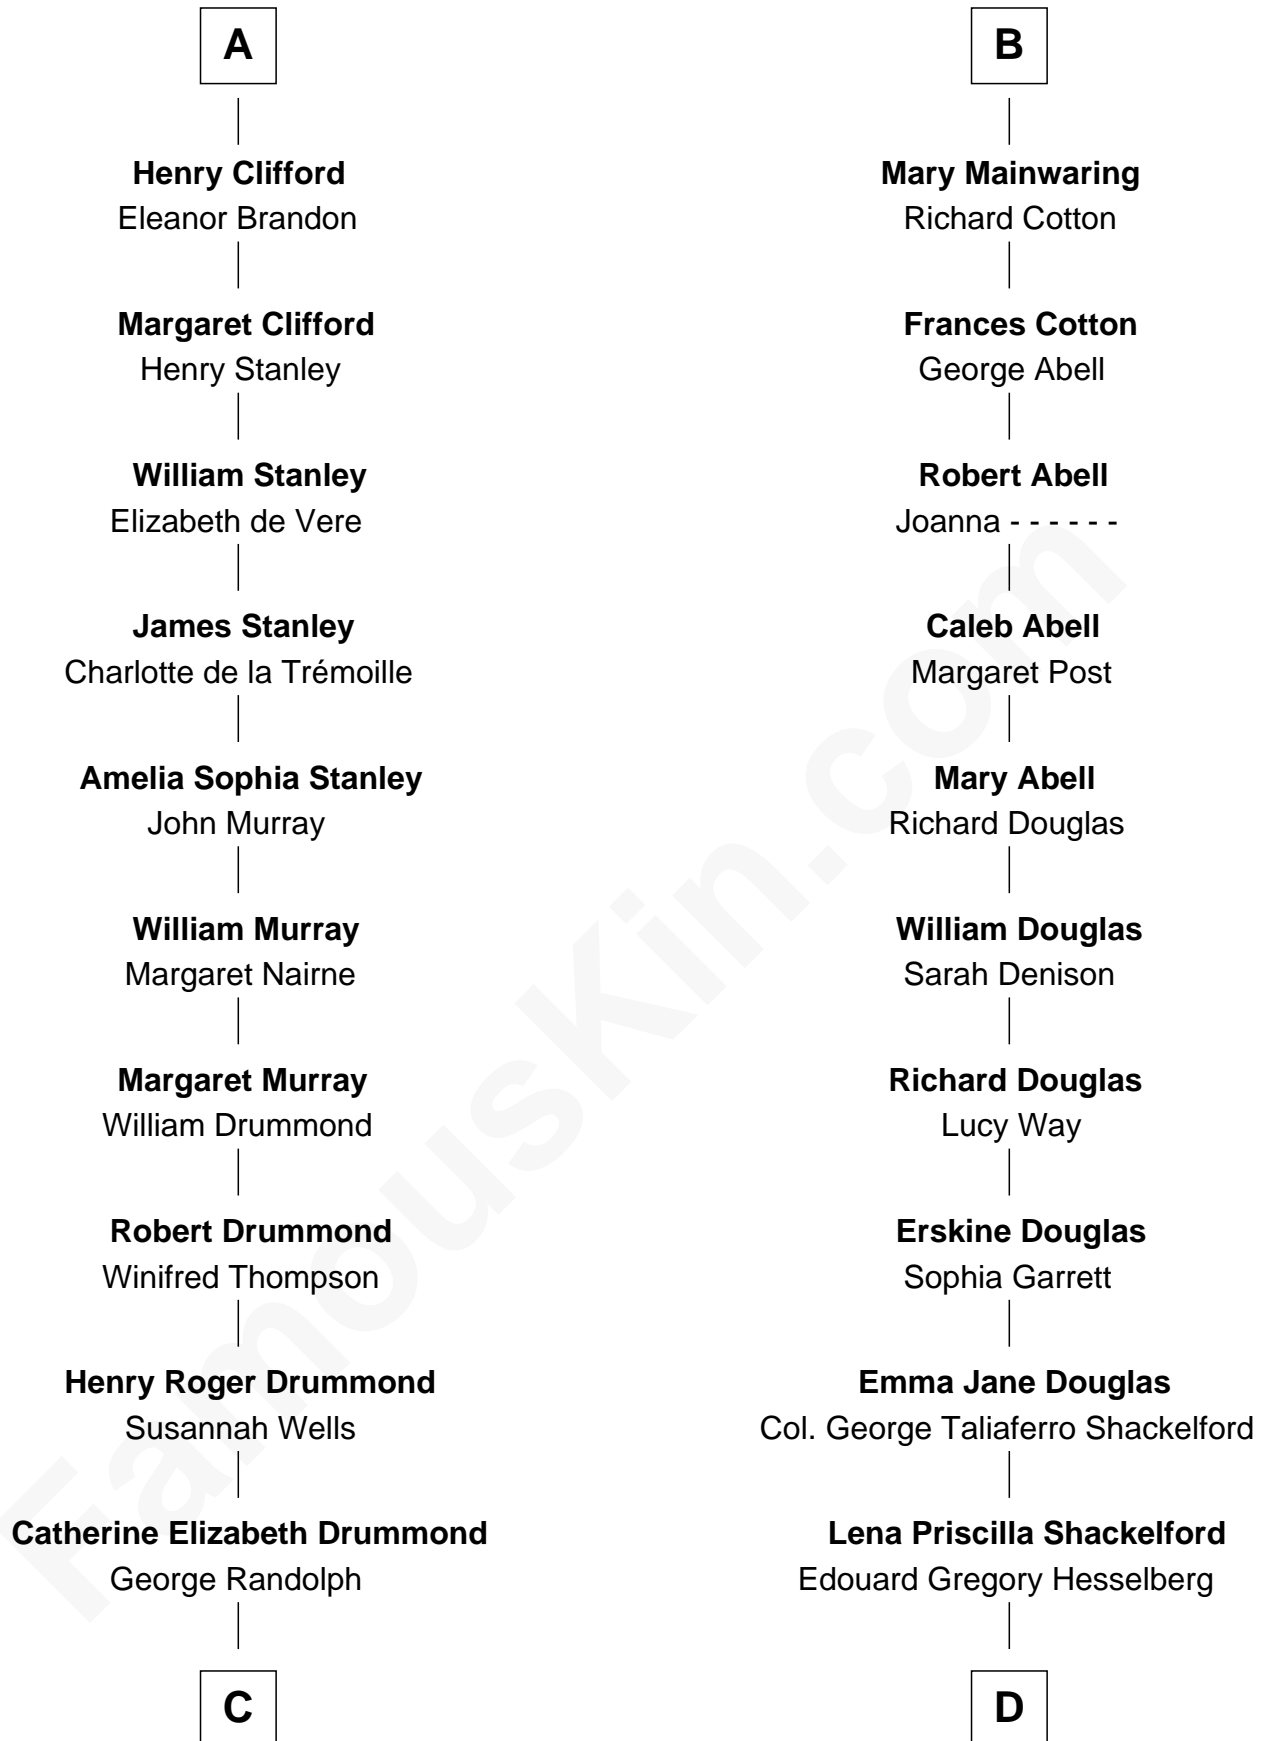 A
Henry Clifford
Eleanor Brandon
Margaret Clifford
Henry Stanley
William Stanley
Elizabeth de Vere
James Stanley
Charlotte de la Trémoille
Amelia Sophia Stanley
John Murray
William Murray
Margaret Nairne
Margaret Murray
William Drummond
Robert Drummond
Winifred Thompson
Henry Roger Drummond
Susannah Wells
Catherine Elizabeth Drummond
George Randolph
C
B
Mary Mainwaring
Richard Cotton
Frances Cotton
George Abell
Robert Abell
Joanna - - - - - -
Caleb Abell
Margaret Post
Mary Abell
Richard Douglas
William Douglas
Sarah Denison
Richard Douglas
Lucy Way
Erskine Douglas
Sophia Garrett
Emma Jane Douglas
Col. George Taliaferro Shackelford
Lena Priscilla Shackelford
Edouard Gregory Hesselberg
D
FamousKin.com